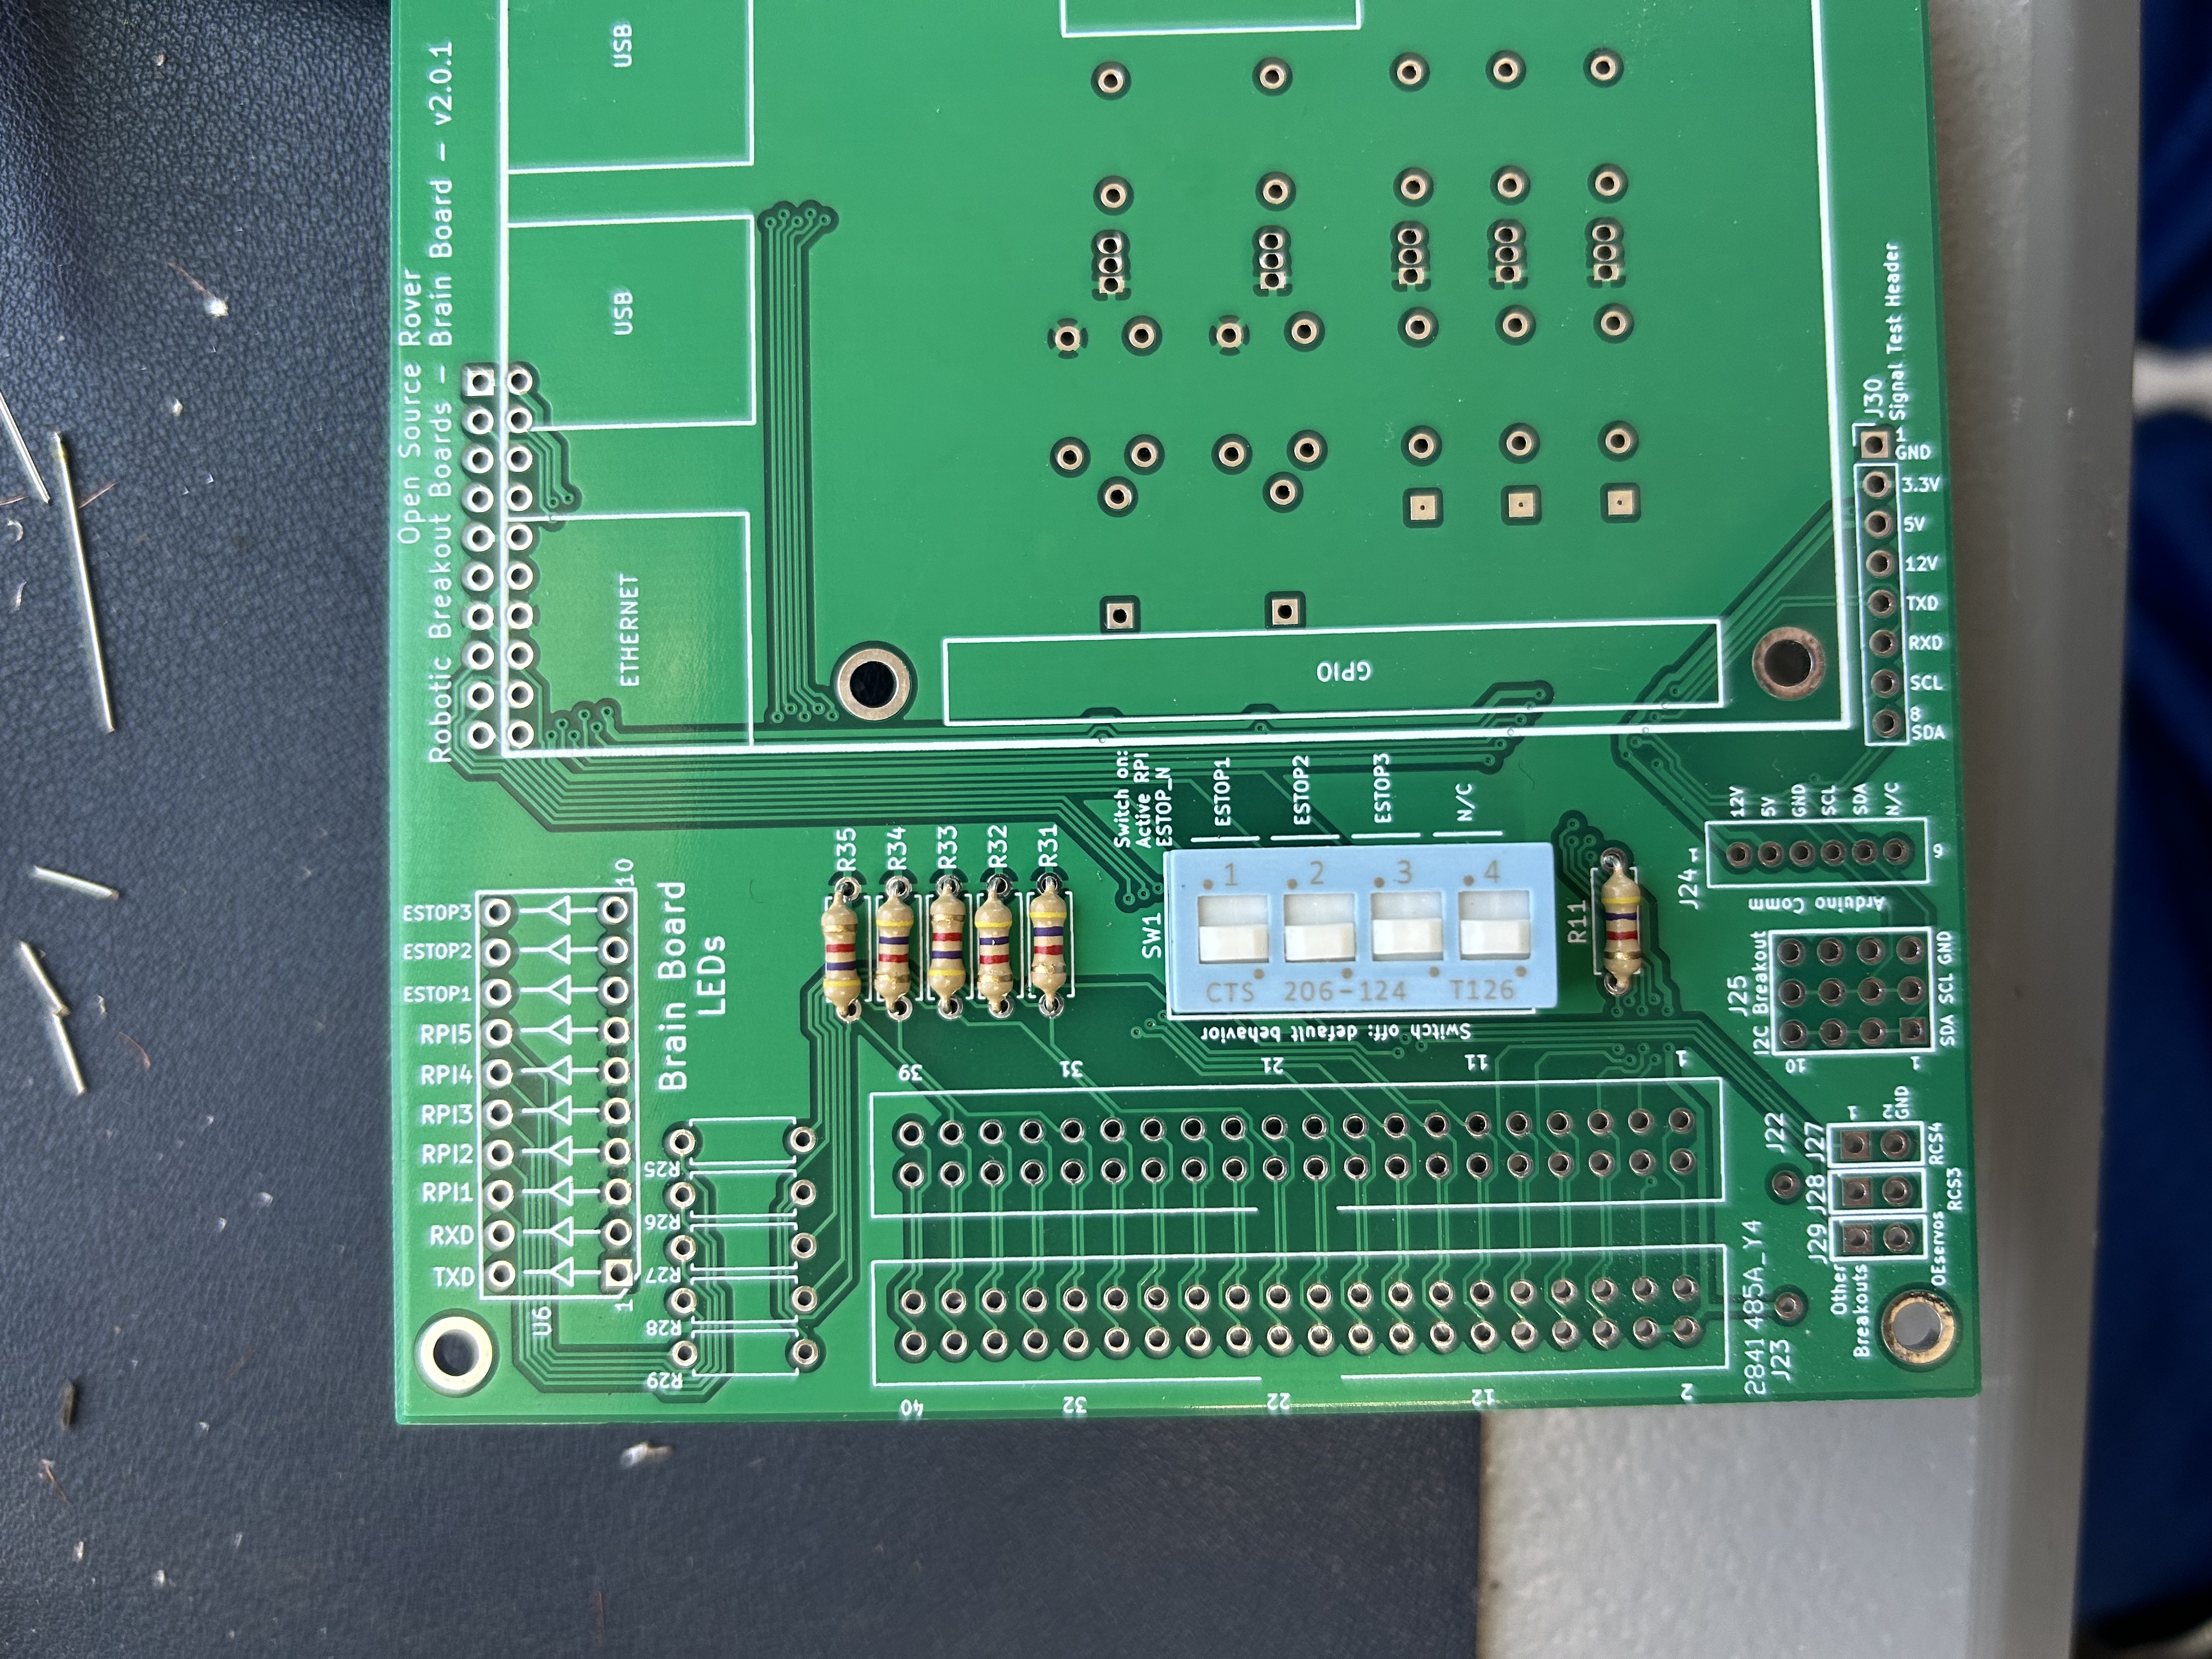 Open Source Rover
Robotic Breakout Boards - Brain Board - v2.0.1
TXD
RXD
RPI1
RPI2
RPI3
RPI4
RPI5
ESTOP1
ESTOP2
ESTOP3
U6
1
10
ETHERNET
USB
USB
R29
R28
R27
R26
R25
Brain Board
LEDs
R35
R34
R33
R32
R31
40
39
32
31
22
21
12
11
2
1
Switch on:
Active RPI
ESTOP_N
SW1
Switch off: default behavior
CTS 206-124 T126
1
2
3
4
ESTOP1
ESTOP2
ESTOP3
N/C
GPIO
R11
J24
1
2841485A_Y4
J23
J22
J25
I2C Breakout
10
1
SDA SCL GND
Arduino Comm
12V
5V
GND
SCL
SDA
N/C
J29 J28 J27
Other
Breakouts
1
2
GND
OEservos
RCS3
RCS4
J30
Signal Test Header
8
1
SDA
SCL
RXD
TXD
12V
5V
3.3V
GND